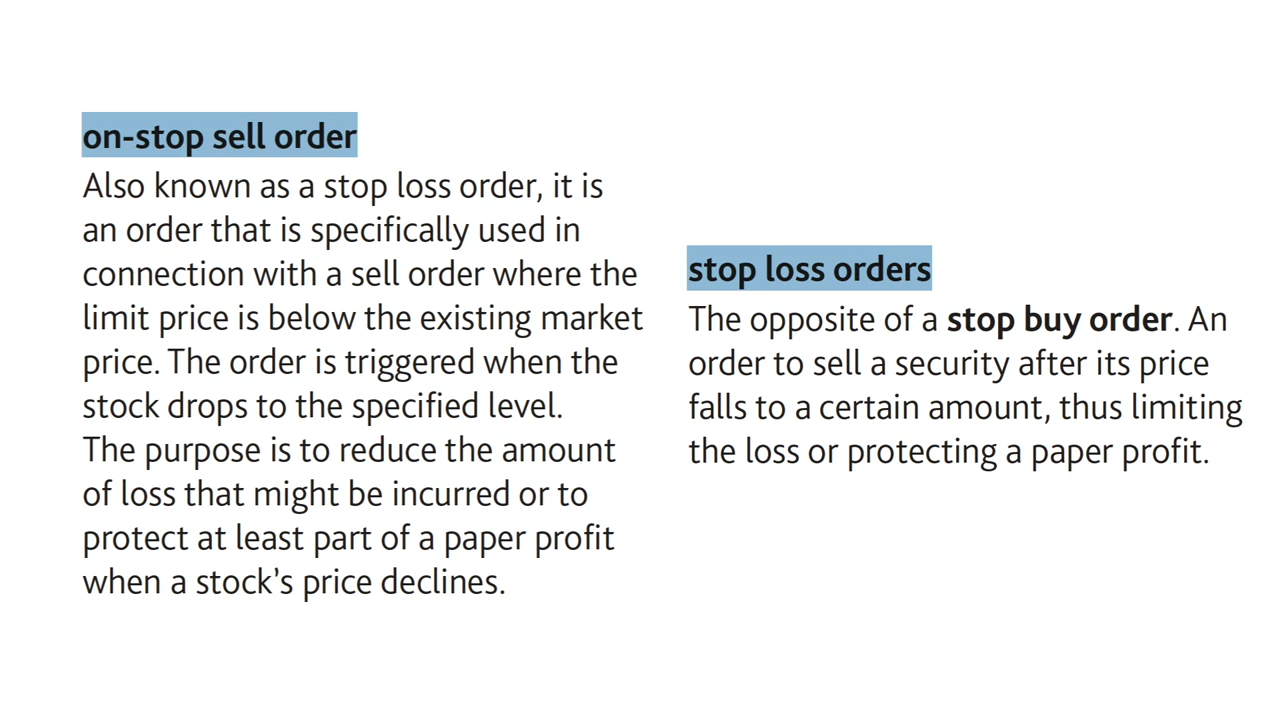 on-stop sell order
Also known as a stop loss order, it is
an order that is specifically used in
connection with a sell order where the
limit price is below the existing market
price. The order is triggered when the
stock drops to the specified level.
The purpose is to reduce the amount
of loss that might be incurred or to
protect at least part of a paper profit
when a stock’s price declines.
stop loss orders
The opposite of a stop buy order. An
order to sell a security after its price
falls to a certain amount, thus limiting
the loss or protecting a paper profit.